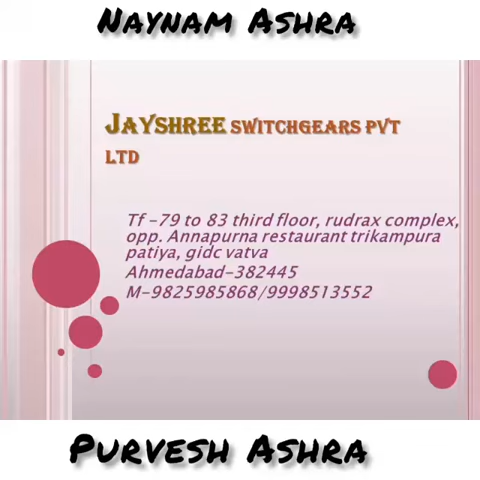 NAYNAM ASHRA
JAYSHREE SWITCHGEARS PVT
LTD
Tf -79 to 83 third floor, rudrax complex,
opp. Annapurna restaurant trikampura
patiya, gidc vatva
Ahmedabad-382445
M-9825985868/9998513552
PURVESH ASHRA